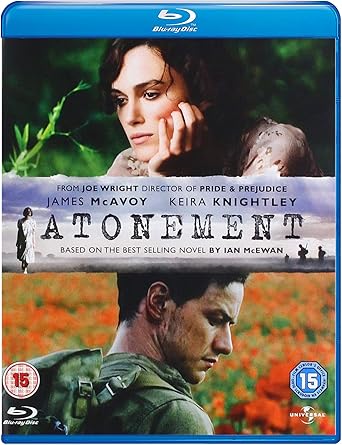 Blu-ray Disc
FROM JOE WRIGHT DIRECTOR OF PRIDE & PREJUDICE
JAMES McAVOY KEIRA KNIGHTLEY
ATONEMENT
BASED ON THE BEST SELLING NOVEL BY IAN McEWAN
15
15
UNIVERSAL
Blu-ray Disc